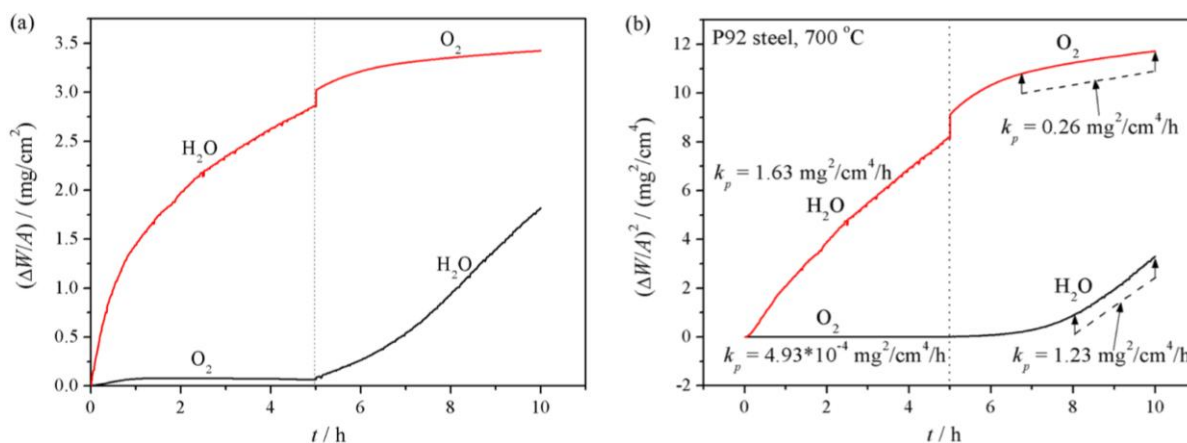 (a)
3.5
3.0
2.5
2.0
1.5
1.0
0.5
0.0
(ΔW/A) / (mg/cm²)
O₂
H₂O
H₂O
O₂
0 2 4 6 8 10
t / h
(b)
12
10
8
6
4
2
0
-2
(ΔW/A)² / (mg²/cm⁴)
P92 steel, 700 °C
O₂
kₚ = 0.26 mg²/cm⁴/h
kₚ = 1.63 mg²/cm⁴/h
H₂O
H₂O
O₂
kₚ = 4.93*10⁻⁴ mg²/cm⁴/h
kₚ = 1.23 mg²/cm⁴/h
0 2 4 6 8 10
t / h